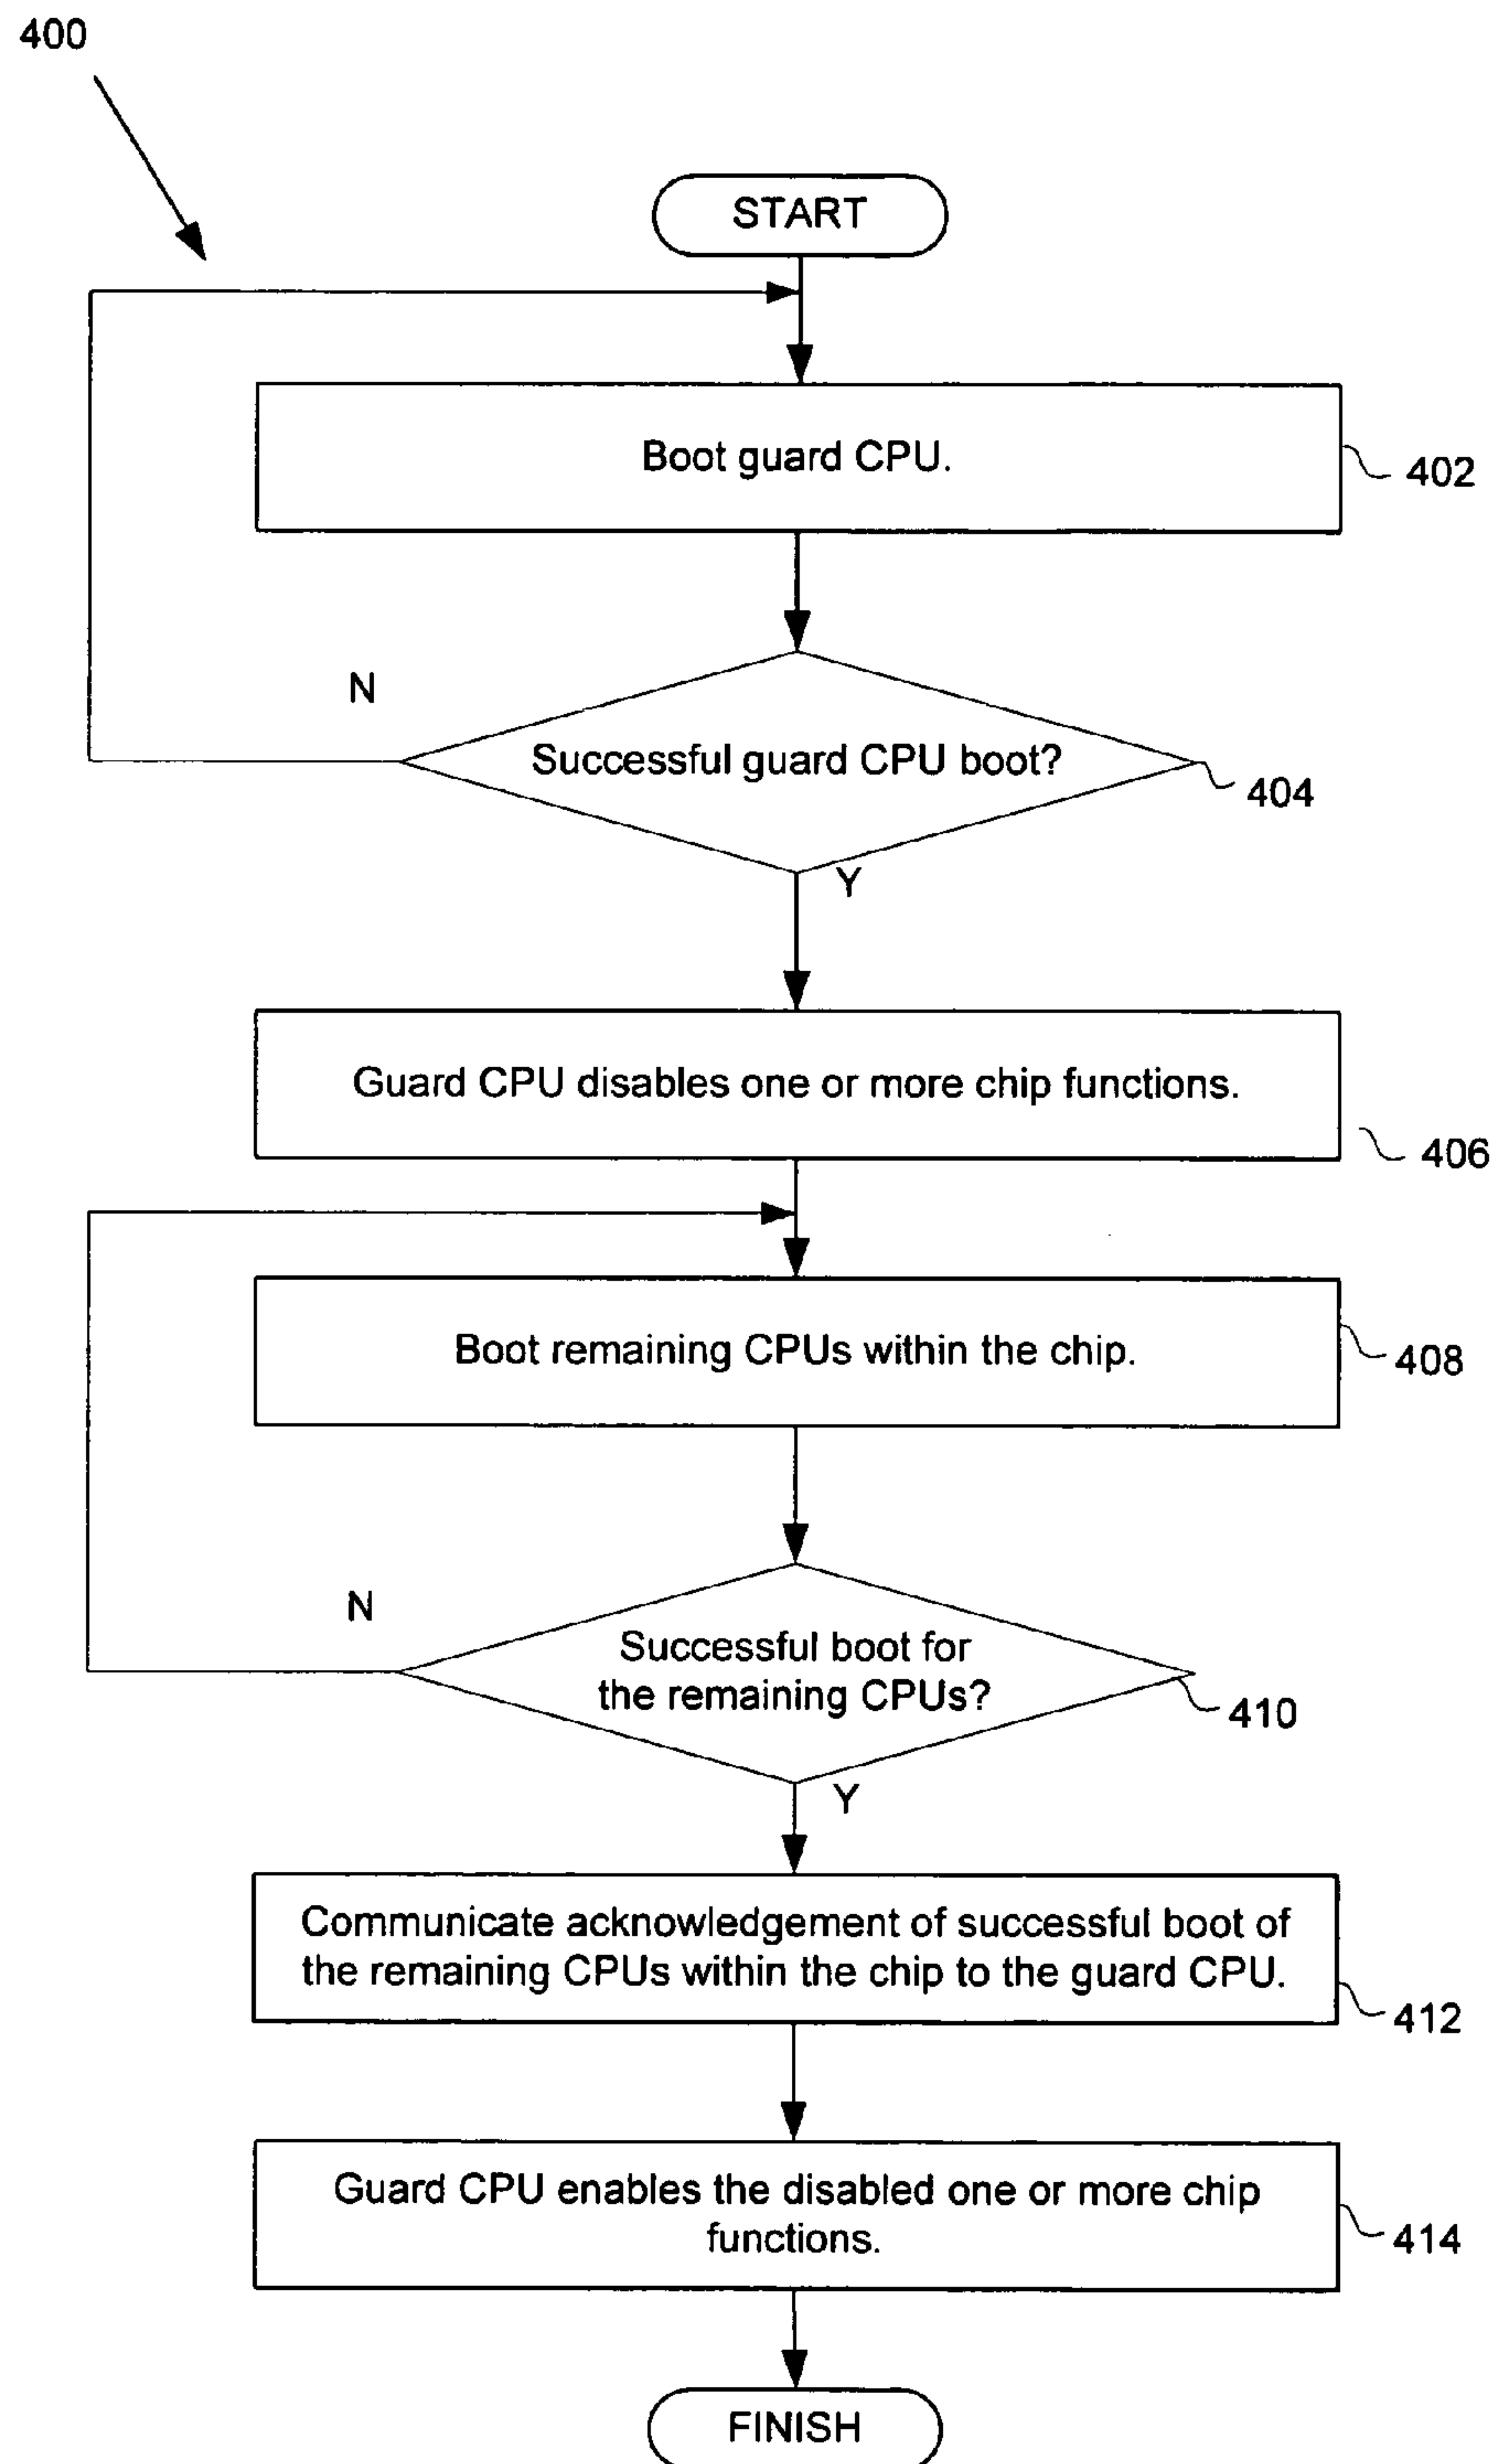 400
START
Boot guard CPU.
402
N
Successful guard CPU boot?
404
Y
Guard CPU disables one or more chip functions.
406
Boot remaining CPUs within the chip.
408
N
Successful boot for
the remaining CPUs?
410
Y
Communicate acknowledgement of successful boot of
the remaining CPUs within the chip to the guard CPU.
412
Guard CPU enables the disabled one or more chip
functions.
414
FINISH